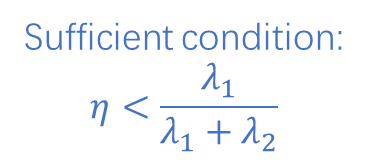 Sufficient condition:
η < λ₁ / (λ₁ + λ₂)